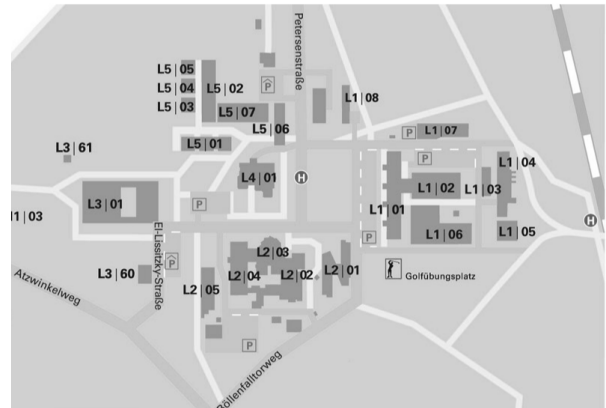 Petersenstraße
L5 | 05
L5 | 04
L5 | 03
L5 | 02
P
L5 | 07
L1 | 08
L5 | 06
P
L1 | 07
L5 | 01
L3 | 61
P
L1 | 04
L4 | 01
H
L1 | 02
L1 | 03
L3 | 01
P
L1 | 01
1 | 03
H
El-Lissitzky-Straße
L1 | 06
L1 | 05
P
L2 | 03
P
L3 | 60
L2 | 04
L2 | 02
L2 | 01
Golfübungsplatz
Atzwinkelweg
L2 | 05
P
Böllenfalltorweg